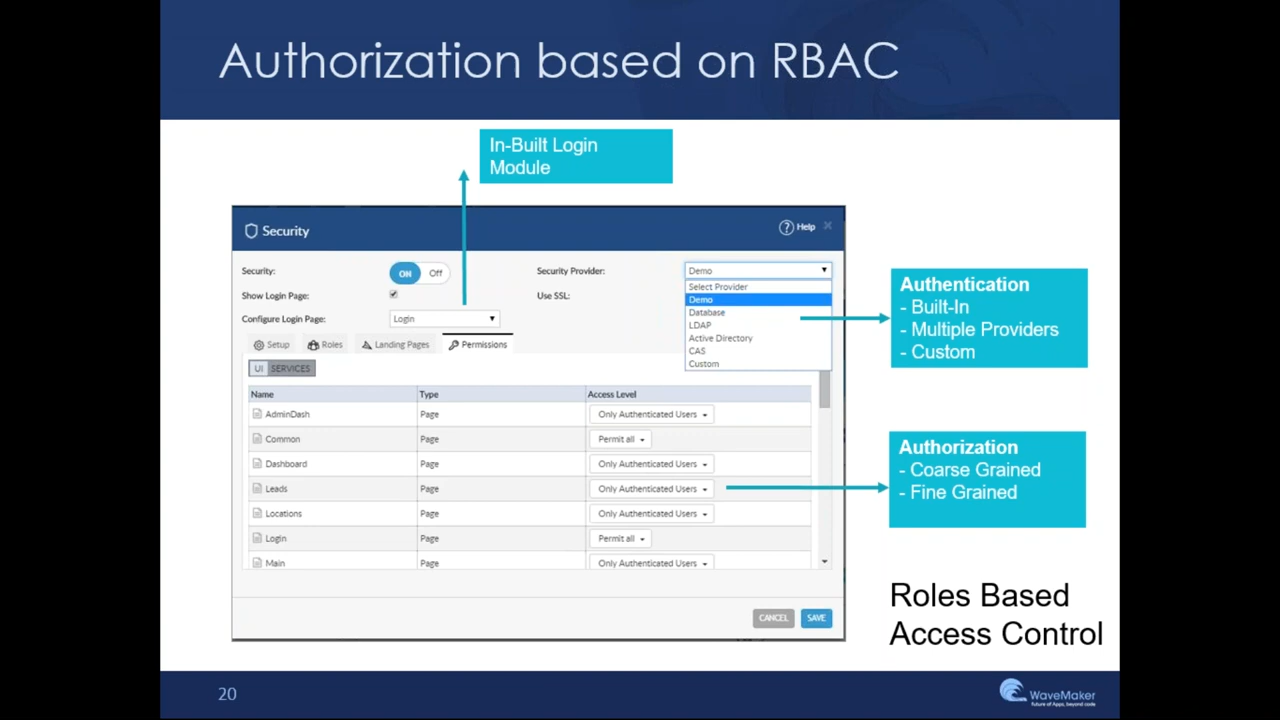 Authorization based on RBAC
In-Built Login
Module
Security
Help
Security:
ON Off
Security Provider:
Demo
Show Login Page:
Use SSL:
Configure Login Page:
Login
Select Provider
Demo
Database
LDAP
Active Directory
CAS
Custom
Setup Roles Landing Pages Permissions
UI SERVICES
Name Type Access Level
AdminDash Page Only Authenticated Users
Common Page Permit all
Dashboard Page Only Authenticated Users
Leads Page Only Authenticated Users
Locations Page Only Authenticated Users
Login Page Permit all
Main Page Only Authenticated Users
CANCEL SAVE
Authentication
- Built-In
- Multiple Providers
- Custom
Authorization
- Coarse Grained
- Fine Grained
Roles Based
Access Control
20
WaveMaker
Future of Apps, beyond code